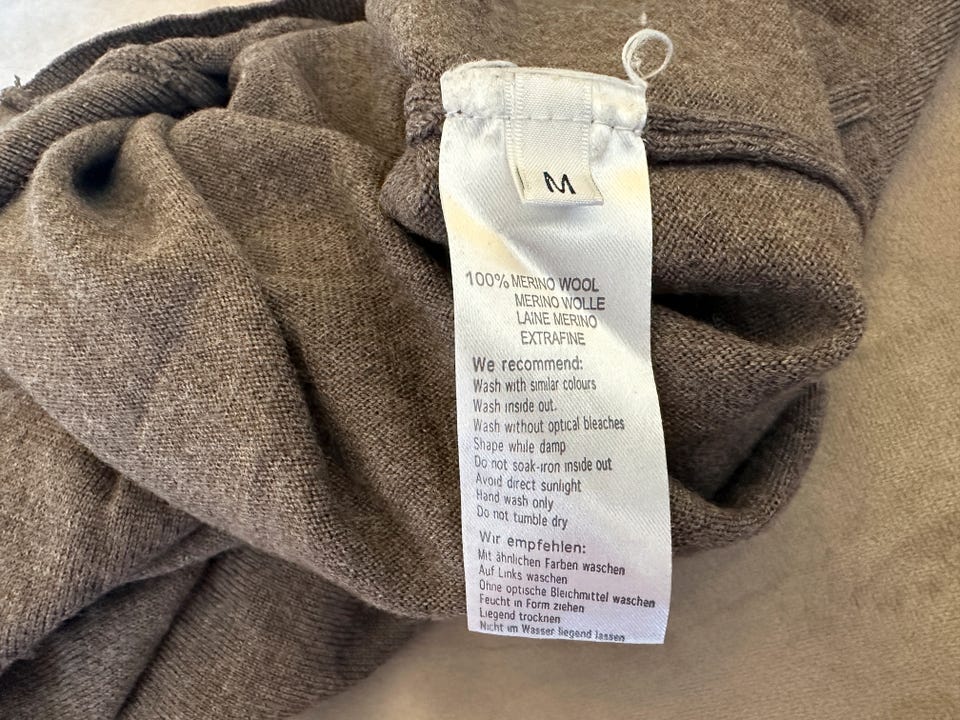 M
100% MERINO WOOL
MERINO WOLLE
LAINE MERINO
EXTRAFINE
We recommend:
Wash with similar colours
Wash inside out.
Wash without optical bleaches
Shape while damp
Do not soak-iron inside out
Avoid direct sunlight
Hand wash only
Do not tumble dry
Wir empfehlen:
Mit ähnlichen Farben waschen
Auf Links waschen
Ohne optische Bleichmittel waschen
Feucht in Form ziehen
Liegend trocknen
Nicht im Wasser liegend lassen